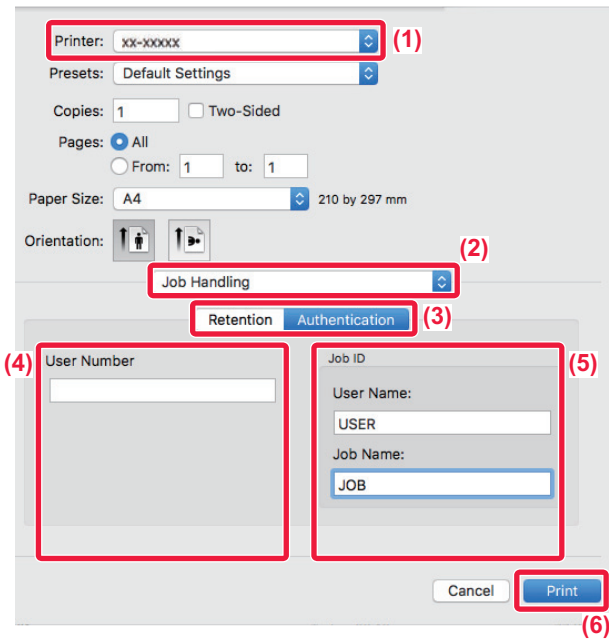 Printer: xx-xxxxx (1)
Presets: Default Settings
Copies: 1 Two-Sided
Pages: All
From: 1 to: 1
Paper Size: A4 210 by 297 mm
Orientation:
(2)
Job Handling
Retention Authentication (3)
(4) User Number
Job ID (5)
User Name:
USER
Job Name:
JOB
Cancel Print
(6)